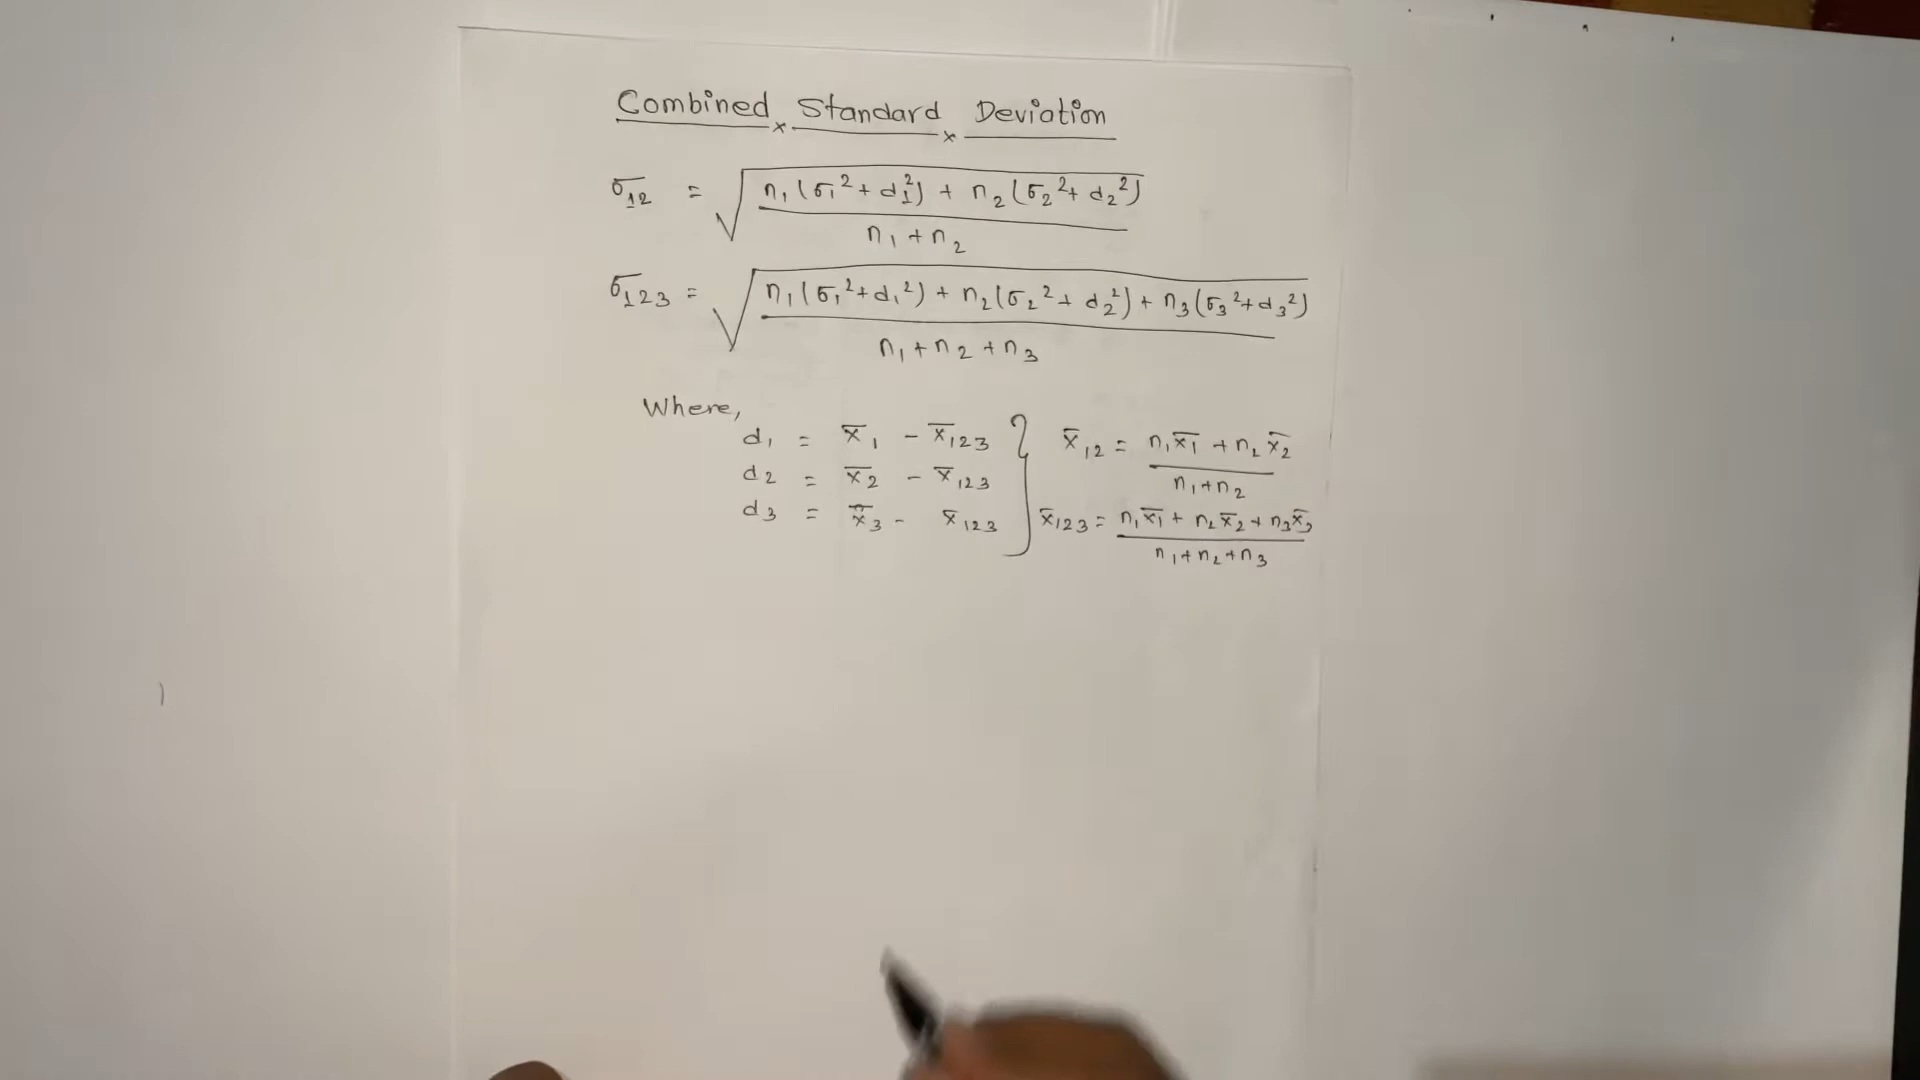 Combined Standard Deviation
σ12 = √(n1(σ1² + d1²) + n2(σ2² + d2²)) / (n1 + n2)
σ123 = √(n1(σ1² + d1²) + n2(σ2² + d2²) + n3(σ3² + d3²)) / (n1 + n2 + n3)
Where,
d1 = x̄1 - x̄123
d2 = x̄2 - x̄123
d3 = x̄3 - x̄123
x̄12 = (n1x̄1 + n2x̄2) / (n1 + n2)
x̄123 = (n1x̄1 + n2x̄2 + n3x̄3) / (n1 + n2 + n3)